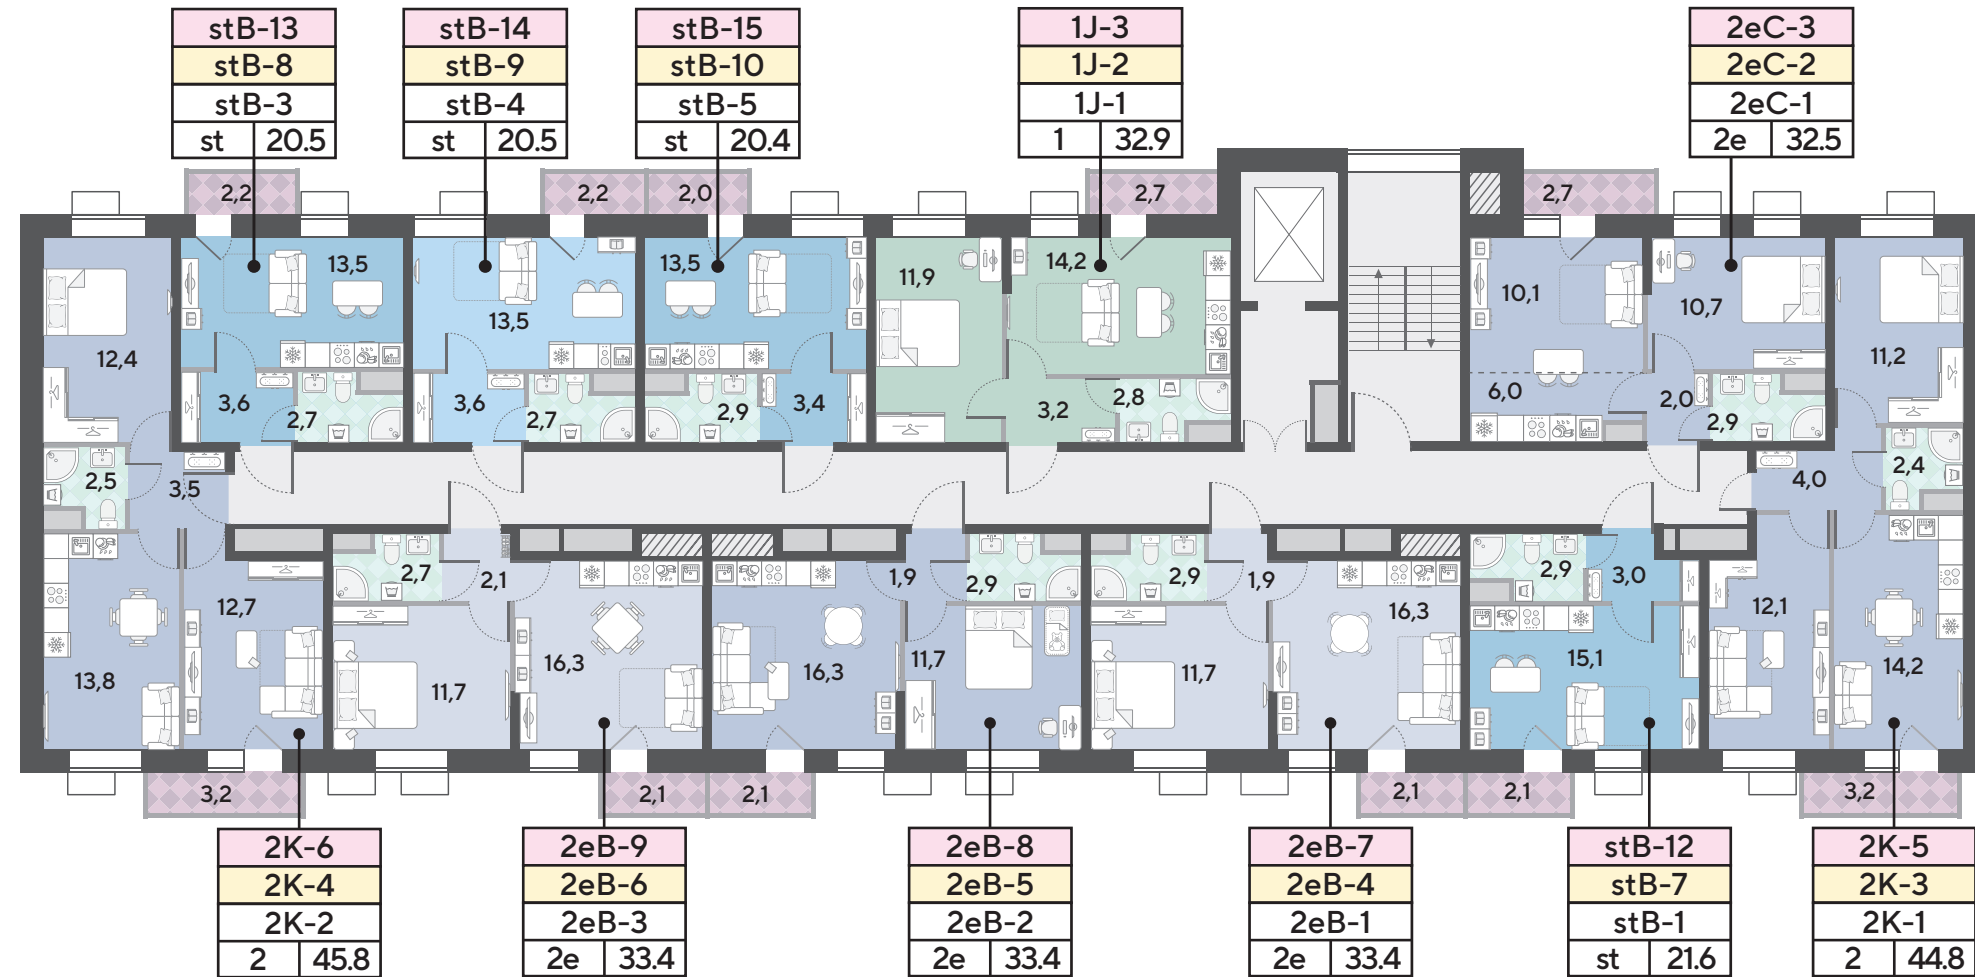 stB-13
stB-8
stB-3
st 20.5
stB-14
stB-9
stB-4
st 20.5
stB-15
stB-10
stB-5
st 20.4
1J-3
1J-2
1J-1
1 32.9
2eC-3
2eC-2
2eC-1
2e 32.5
2,2
2,2
2,0
2,7
2,7
12,4
13,5
3,6
2,7
13,5
3,6
2,7
13,5
2,9
3,4
11,9
14,2
3,2
2,8
10,1
6,0
10,7
2,0
2,9
11,2
2,5
3,5
4,0
2,4
13,8
12,7
2,7
2,1
11,7
16,3
16,3
1,9
2,9
11,7
2,9
1,9
11,7
16,3
2,9
3,0
15,1
12,1
14,2
3,2
2,1
2,1
2,1
2,1
3,2
2K-6
2K-4
2K-2
2 45.8
2eB-9
2eB-6
2eB-3
2e 33.4
2eB-8
2eB-5
2eB-2
2e 33.4
2eB-7
2eB-4
2eB-1
2e 33.4
stB-12
stB-7
stB-1
st 21.6
2K-5
2K-3
2K-1
2 44.8